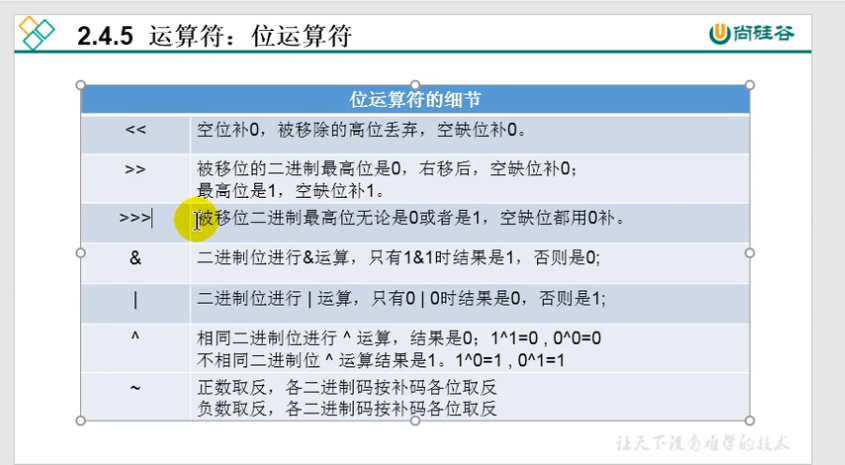 2.4.5 运算符：位运算符
尚硅谷
位运算符的细节
<<
空位补0，被移除的高位丢弃，空缺位补0。
>>
被移位的二进制最高位是0，右移后，空缺位补0；
最高位是1，空缺位补1。
>>>
被移位二进制最高位无论是0或者是1，空缺位都用0补。
&
二进制位进行&运算，只有1&1时结果是1，否则是0;
|
二进制位进行 | 运算，只有0 | 0时结果是0，否则是1;
^
相同二进制位进行 ^ 运算，结果是0；1^1=0 , 0^0=0
不相同二进制位 ^ 运算结果是1。1^0=1 , 0^1=1
~
正数取反，各二进制码按补码各位取反
负数取反，各二进制码按补码各位取反
让天下没有难学的技术